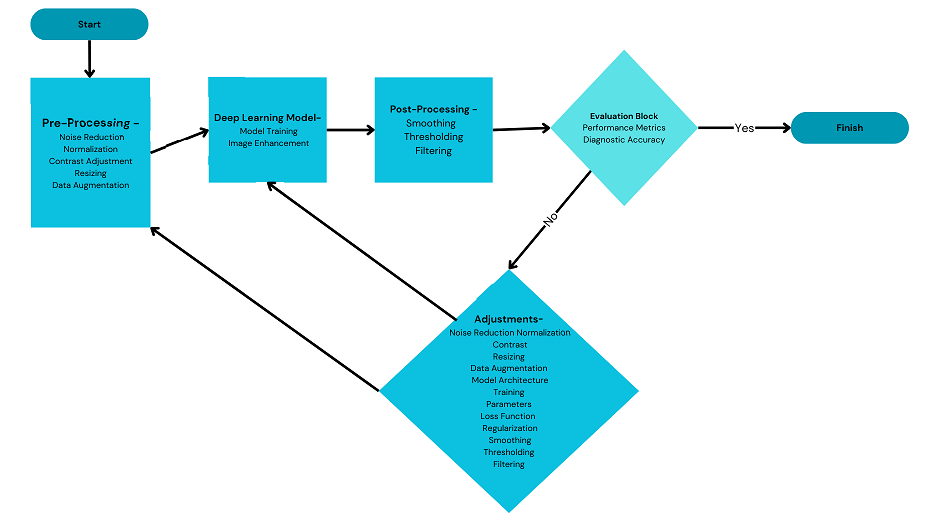 Start
Pre-Processing -
Noise Reduction
Normalization
Contrast Adjustment
Resizing
Data Augmentation
Deep Learning Model-
Model Training
Image Enhancement
Post-Processing -
Smoothing
Thresholding
Filtering
Evaluation Block
Performance Metrics
Diagnostic Accuracy
Yes
Finish
No
Adjustments-
Noise Reduction Normalization
Contrast
Resizing
Data Augmentation
Model Architecture
Training
Parameters
Loss Function
Regularization
Smoothing
Thresholding
Filtering